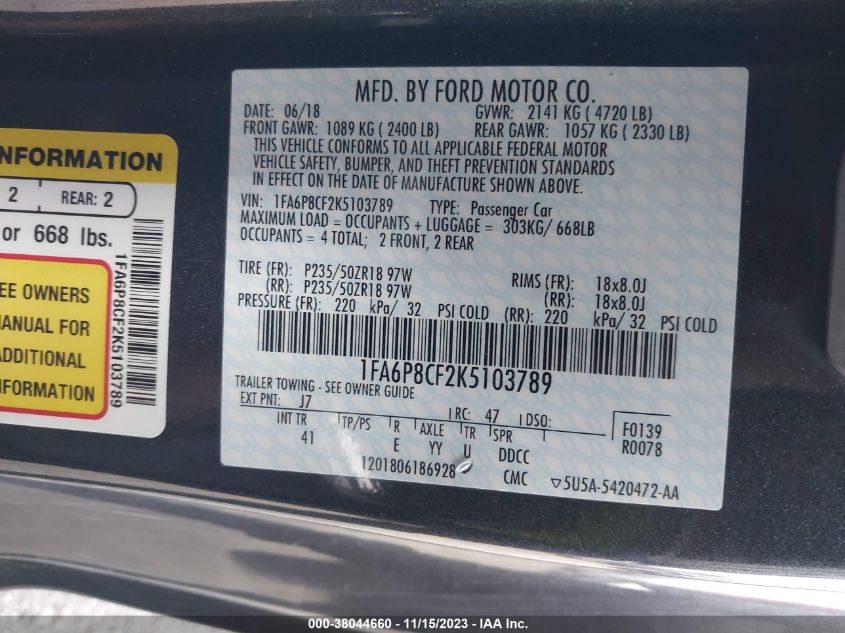 NFORMATION
2 REAR: 2
or 668 lbs.
EE OWNERS
MANUAL FOR
ADDITIONAL
NFORMATION
1FA6P8CF2K5103789
MFD. BY FORD MOTOR CO.
DATE: 06/18 GVWR: 2141 KG ( 4720 LB)
FRONT GAWR: 1089 KG ( 2400 LB) REAR GAWR: 1057 KG ( 2330 LB)
THIS VEHICLE CONFORMS TO ALL APPLICABLE FEDERAL MOTOR
VEHICLE SAFETY, BUMPER, AND THEFT PREVENTION STANDARDS
IN EFFECT ON THE DATE OF MANUFACTURE SHOWN ABOVE.
VIN: 1FA6P8CF2K5103789 TYPE: Passenger Car
MAXIMUM LOAD = OCCUPANTS + LUGGAGE = 303KG/ 668LB
OCCUPANTS = 4 TOTAL; 2 FRONT, 2 REAR
TIRE (FR): P235/50ZR18 97W RIMS (FR): 18x8.0J
(RR): P235/50ZR18 97W (RR): 18x8.0J
PRESSURE (FR): 220 kPa/ 32 PSI COLD (RR): 220 kPa/ 32 PSI COLD
1FA6P8CF2K5103789
TRAILER TOWING - SEE OWNER GUIDE
EXT PNT: J7 RC: 47 DSO:
INT TR TP/PS R AXLE TR SPR
41 E YY U DDCC
F0139
R0078
1201806186928 CMC ▽5U5A-5420472-AA
000-38044660 - 11/15/2023 - IAAI Inc.